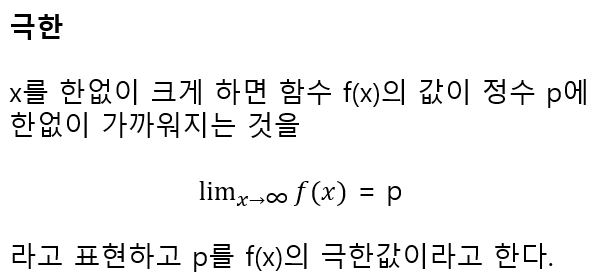 극한
x를 한없이 크게 하면 함수 f(x)의 값이 정수 p에
한없이 가까워지는 것을
lim_{x→∞} f(x) = p
라고 표현하고 p를 f(x)의 극한값이라고 한다.